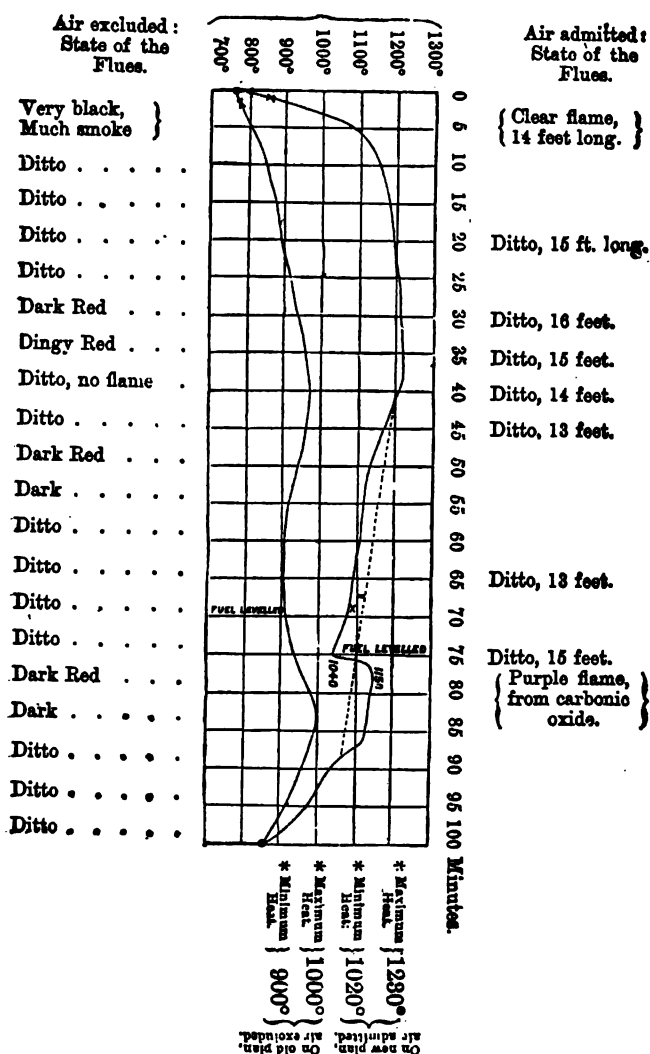 Air excluded:
State of the
Flues.
700°
800°
900°
1000°
1100°
1200°
1300°
Air admitted:
State of the
Flues.
Very black,
Much smoke
Ditto . . . . .
Ditto . . . . .
Ditto . . . . .
Ditto . . . . .
Dark Red . . .
Dingy Red . . .
Ditto, no flame .
Ditto . . . . .
Dark Red . . .
Dark . . . . .
Ditto . . . . .
Ditto . . . . .
Ditto . . . . .
Ditto . . . . .
Dark Red . . .
Dark . . . . .
Ditto . . . . .
Ditto . . . . .
Ditto . . . . .
0
5
10
15
20
25
30
35
40
45
50
55
60
65
70
75
80
85
90
95
100 Minutes.
FUEL LEVELLED
FUEL LEVELLED
1040
1150
Clear flame,
14 feet long.
Ditto, 15 ft. long.
Ditto, 16 feet.
Ditto, 15 feet.
Ditto, 14 feet.
Ditto, 13 feet.
Ditto, 13 feet.
Ditto, 15 feet.
Purple flame,
from carbonic
oxide.
* Maximum
Heat.
1230°
* Minimum
Heat.
1020°
On new plan,
air admitted.
* Maximum
Heat.
1000°
* Minimum
Heat.
900°
On old plan,
air excluded.